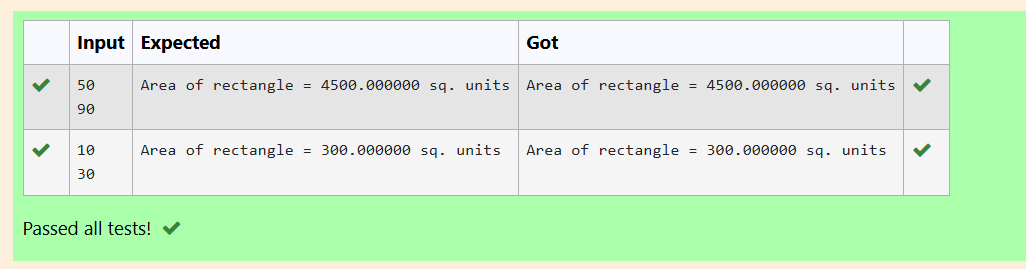 Input Expected Got
50 Area of rectangle = 4500.000000 sq. units Area of rectangle = 4500.000000 sq. units
90
10 Area of rectangle = 300.000000 sq. units Area of rectangle = 300.000000 sq. units
30
Passed all tests!